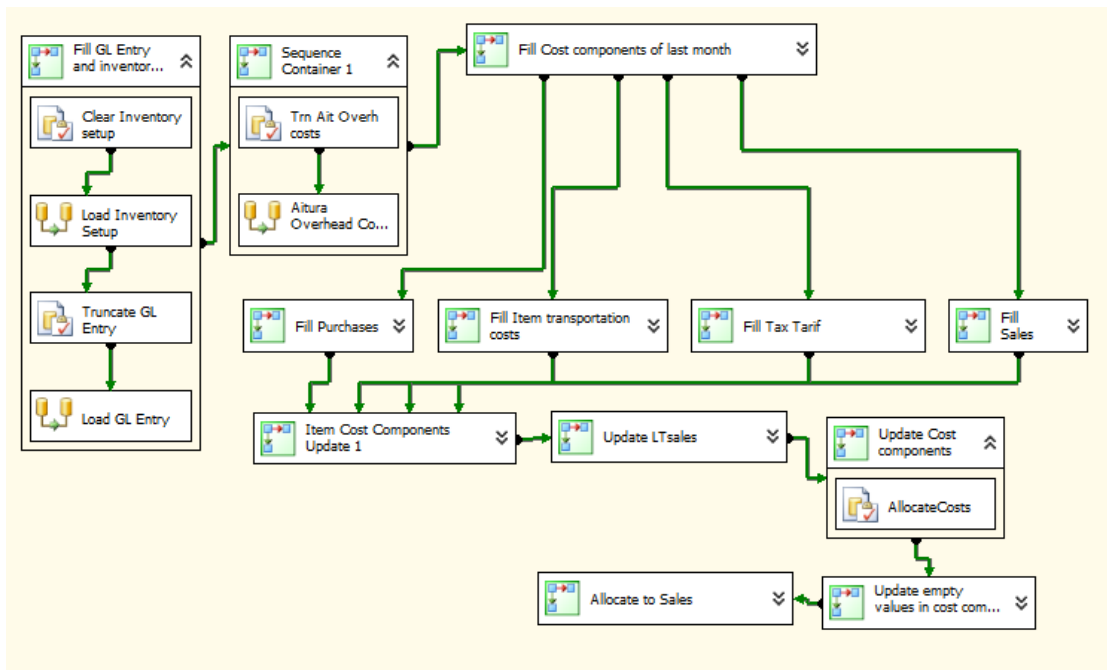 Fill GL Entry
and inventor...
Clear Inventory
setup
Load Inventory
Setup
Truncate GL
Entry
Load GL Entry
Sequence
Container 1
Trn Ait Overh
costs
Aitura
Overhead Co...
Fill Cost components of last month
Fill Purchases
Fill Item transportation
costs
Fill Tax Tarif
Fill
Sales
Item Cost Components
Update 1
Update LTsales
Update Cost
components
AllocateCosts
Update empty
values in cost com...
Allocate to Sales